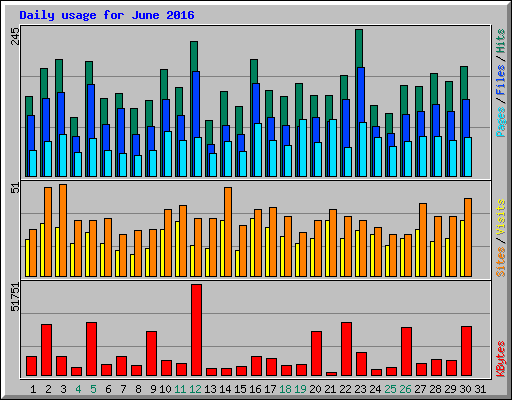 Daily usage for June 2016
245
Pages / Files / Hits
51
Sites / Visits
51751
KBytes
1 2 3 4 5 6 7 8 9 10 11 12 13 14 15 16 17 18 19 20 21 22 23 24 25 26 27 28 29 30 31